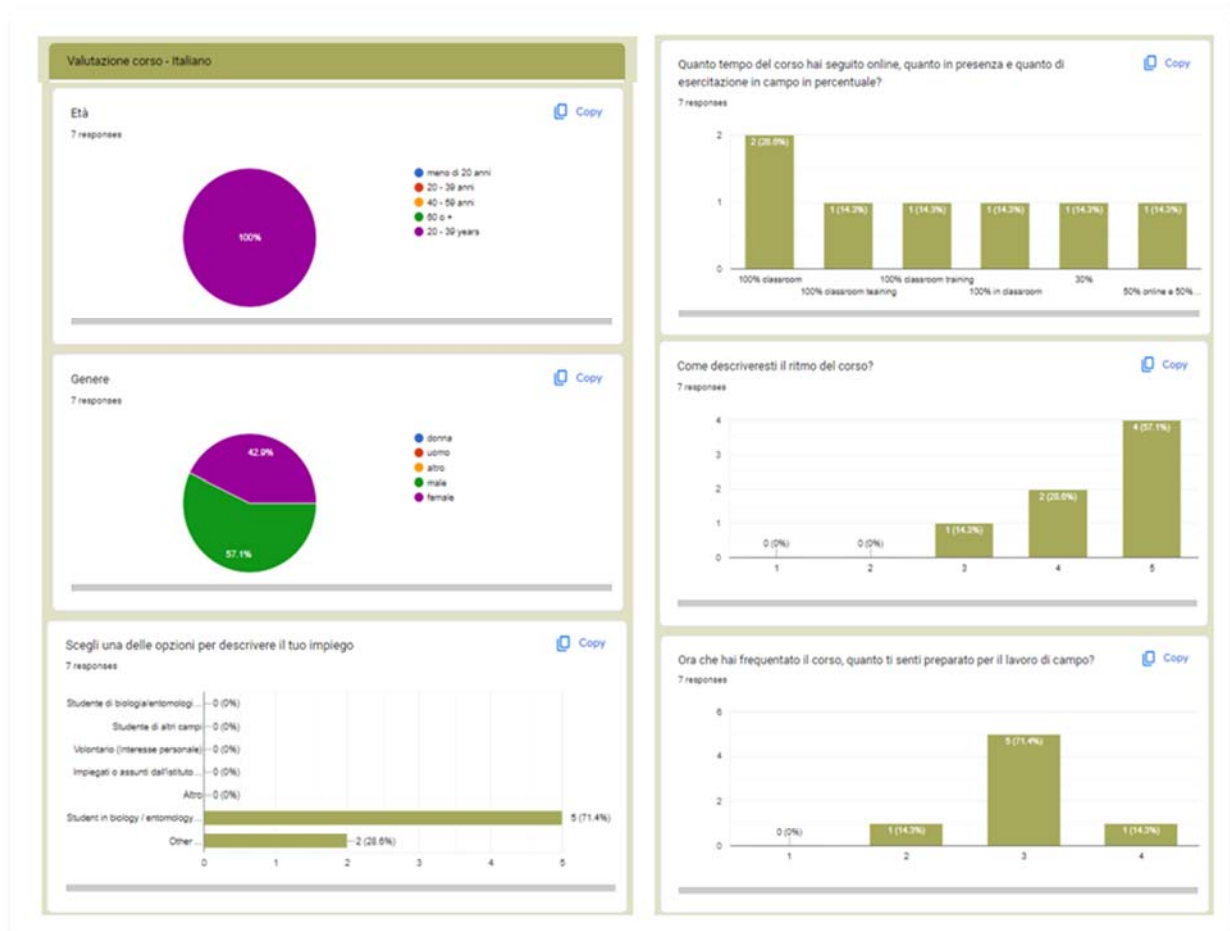 Valutazione corso - Italiano
Età
Copy
7 responses
100%
meno di 20 anni
20 - 39 anni
40 - 59 anni
60 o +
20 - 39 years
Genere
Copy
7 responses
42.9%
57.1%
donna
uomo
altro
male
female
Scegli una delle opzioni per descrivere il tuo impiego
Copy
7 responses
Studente di biologia/entomologi...
0 (0%)
Studente di altri campi
0 (0%)
Volontario (Interesse personale)
0 (0%)
Impiegati o assunti dall'istituto...
0 (0%)
Altro
0 (0%)
Student in biology / entomology...
5 (71.4%)
Other ...
2 (28.6%)
0 1 2 3 4 5
Quanto tempo del corso hai seguito online, quanto in presenza e quanto di
esercitazione in campo in percentuale?
Copy
7 responses
2
1
0
2 (28.6%)
1 (14.3%)
1 (14.3%)
1 (14.3%)
1 (14.3%)
1 (14.3%)
100% classroom
100% classroom teaining
100% classroom training
100% in classroom
30%
50% online e 50%...
Come descriveresti il ritmo del corso?
Copy
7 responses
4
3
2
1
0
0 (0%)
0 (0%)
1 (14.3%)
2 (28.6%)
4 (57.1%)
1 2 3 4 5
Ora che hai frequentato il corso, quanto ti senti preparato per il lavoro di campo?
Copy
7 responses
6
4
2
0
0 (0%)
1 (14.3%)
5 (71.4%)
1 (14.3%)
1 2 3 4